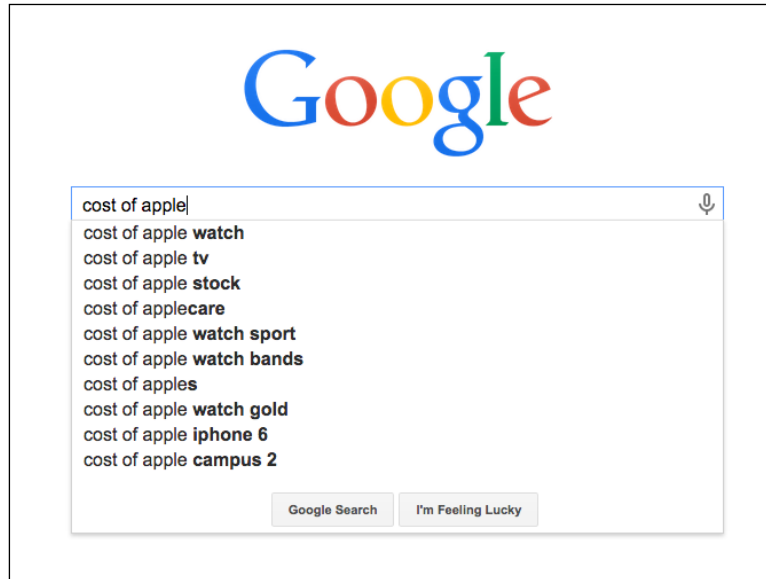 Google
cost of apple
cost of apple watch
cost of apple tv
cost of apple stock
cost of applecare
cost of apple watch sport
cost of apple watch bands
cost of apples
cost of apple watch gold
cost of apple iphone 6
cost of apple campus 2
Google Search I'm Feeling Lucky